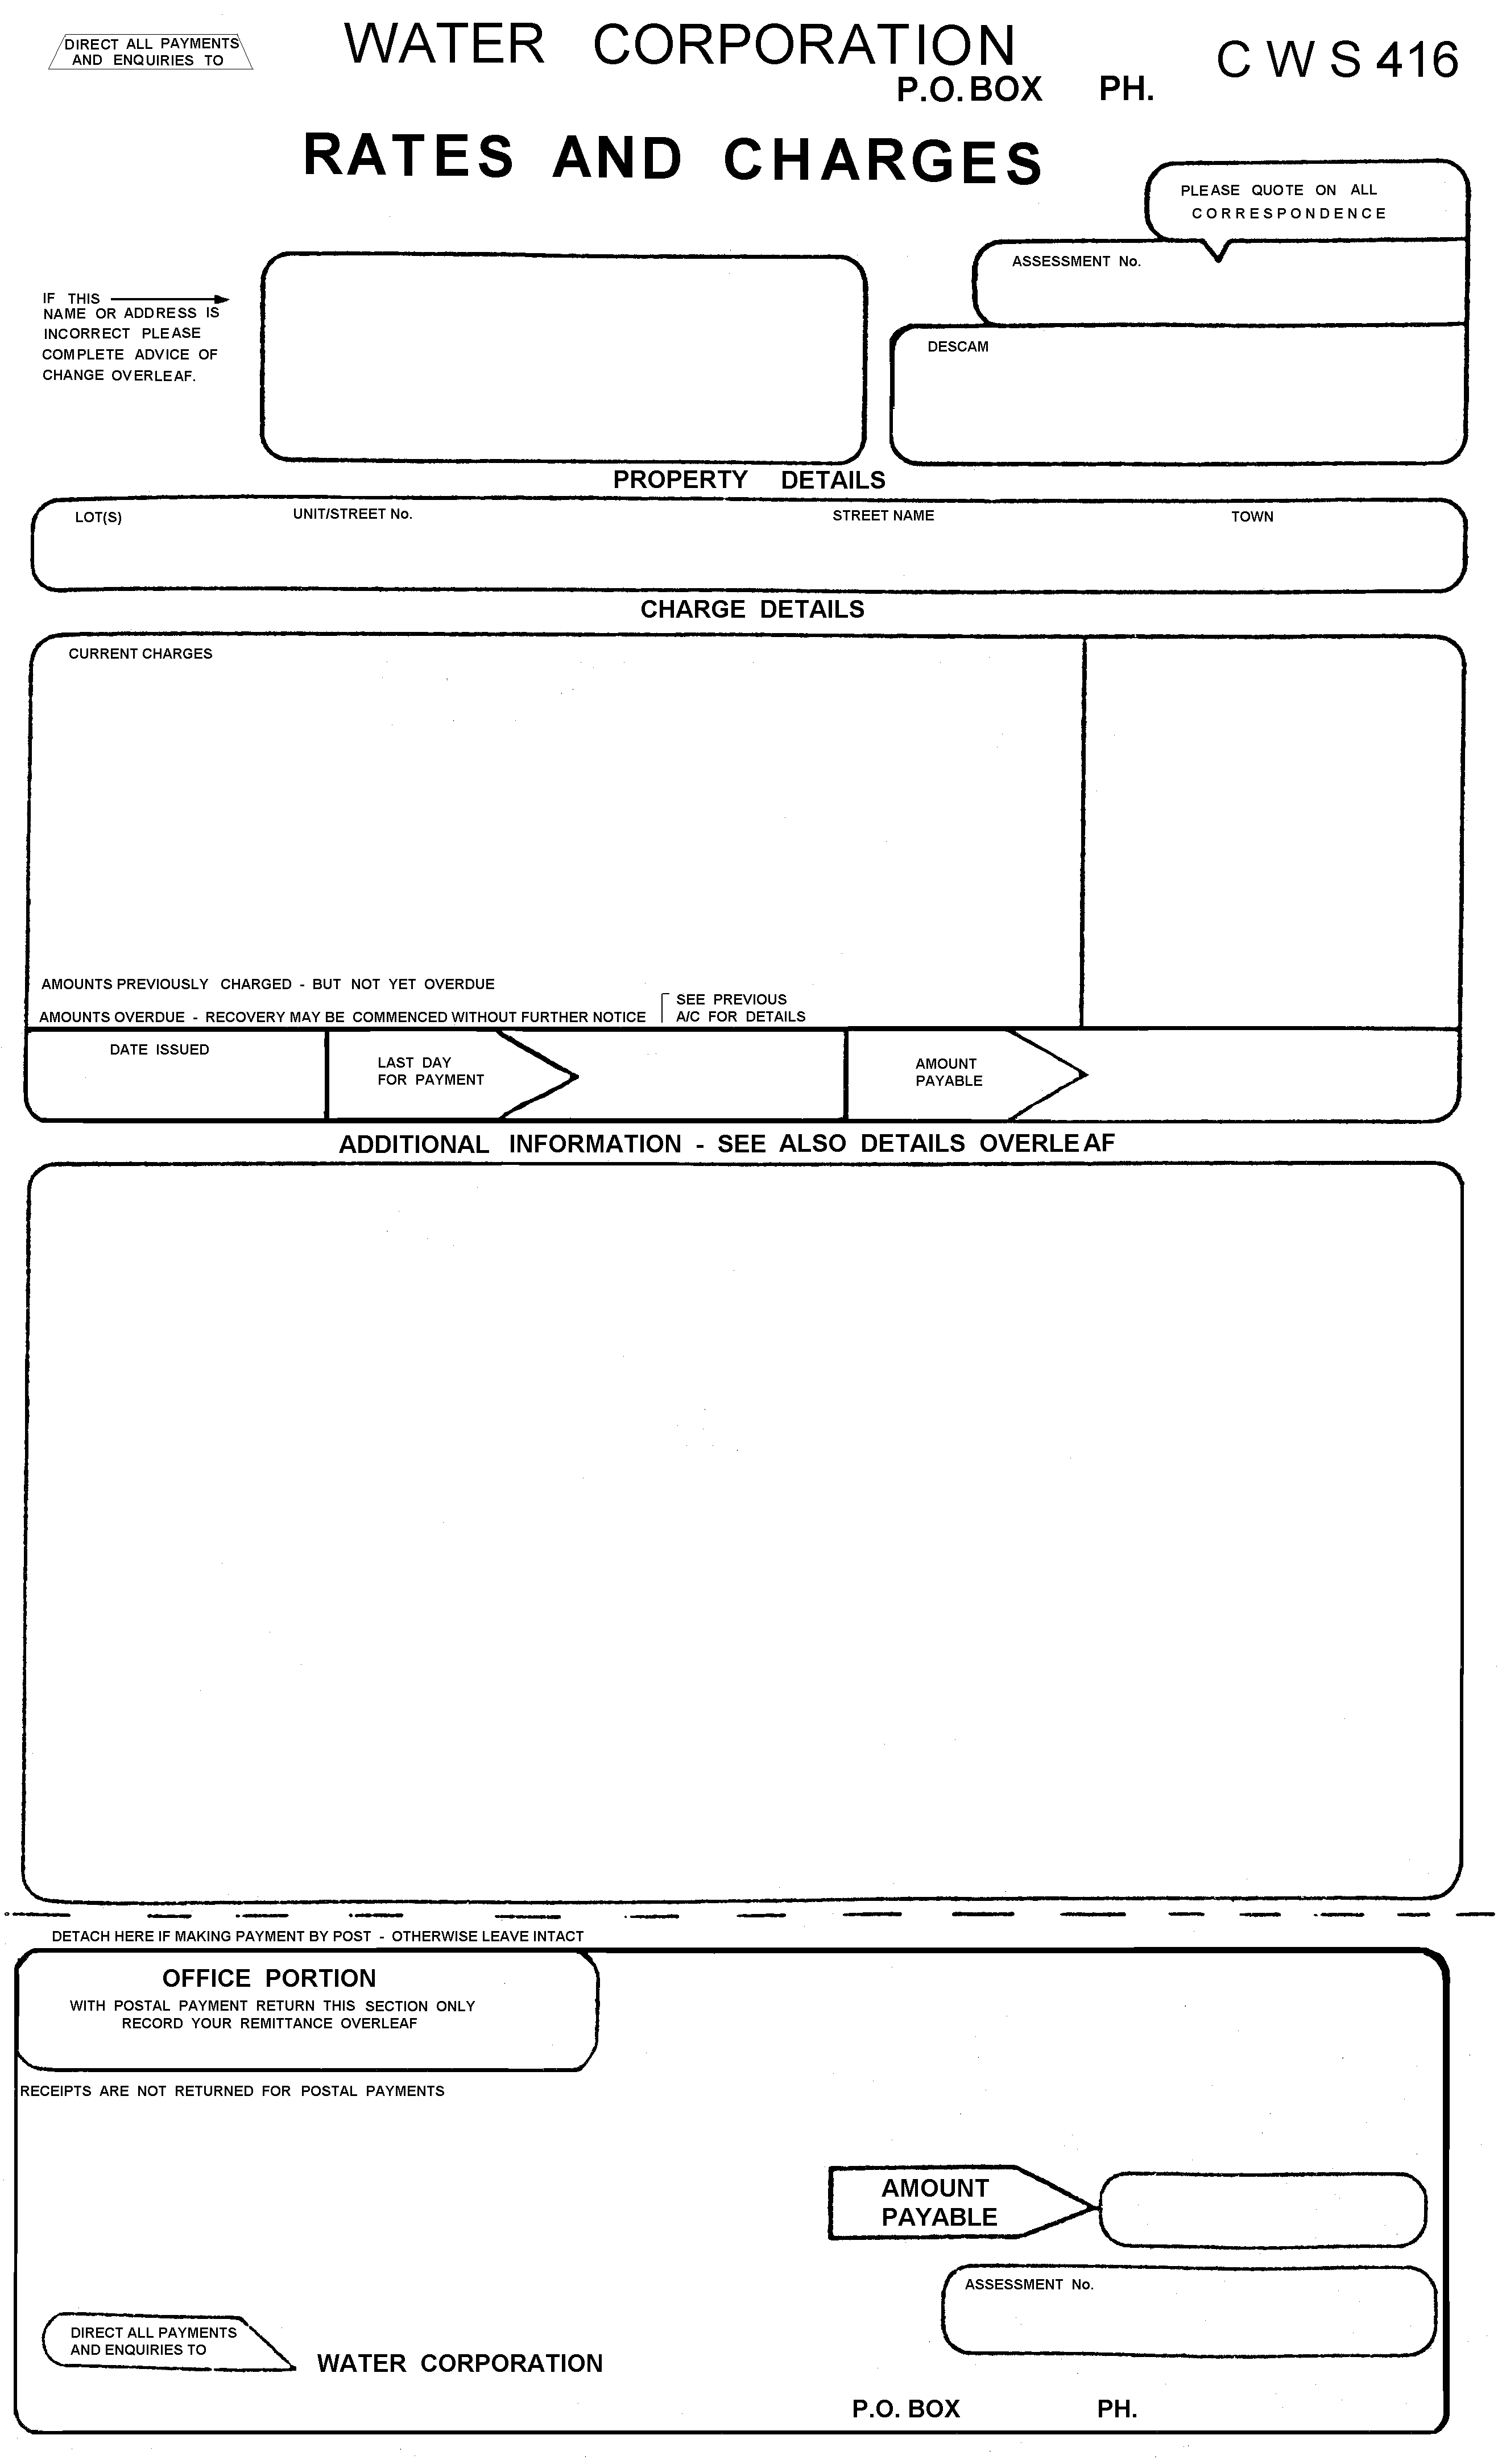 DIRECT ALL PAYMENTS
AND ENQUIRIES TO
WATER CORPORATION
P.O. BOX PH.
C W S 416
RATES AND CHARGES
PLEASE QUOTE ON ALL
CORRESPONDENCE
ASSESSMENT No.
IF THIS
NAME OR ADDRESS IS
INCORRECT PLEASE
COMPLETE ADVICE OF
CHANGE OVERLEAF.
DESCAM
PROPERTY DETAILS
LOT(S) UNIT/STREET No. STREET NAME TOWN
CHARGE DETAILS
CURRENT CHARGES
AMOUNTS PREVIOUSLY CHARGED - BUT NOT YET OVERDUE
AMOUNTS OVERDUE - RECOVERY MAY BE COMMENCED WITHOUT FURTHER NOTICE
SEE PREVIOUS
A/C FOR DETAILS
DATE ISSUED
LAST DAY
FOR PAYMENT
AMOUNT
PAYABLE
ADDITIONAL INFORMATION - SEE ALSO DETAILS OVERLEAF
DETACH HERE IF MAKING PAYMENT BY POST - OTHERWISE LEAVE INTACT
OFFICE PORTION
WITH POSTAL PAYMENT RETURN THIS SECTION ONLY
RECORD YOUR REMITTANCE OVERLEAF
RECEIPTS ARE NOT RETURNED FOR POSTAL PAYMENTS
AMOUNT
PAYABLE
ASSESSMENT No.
DIRECT ALL PAYMENTS
AND ENQUIRIES TO
WATER CORPORATION
P.O. BOX PH.